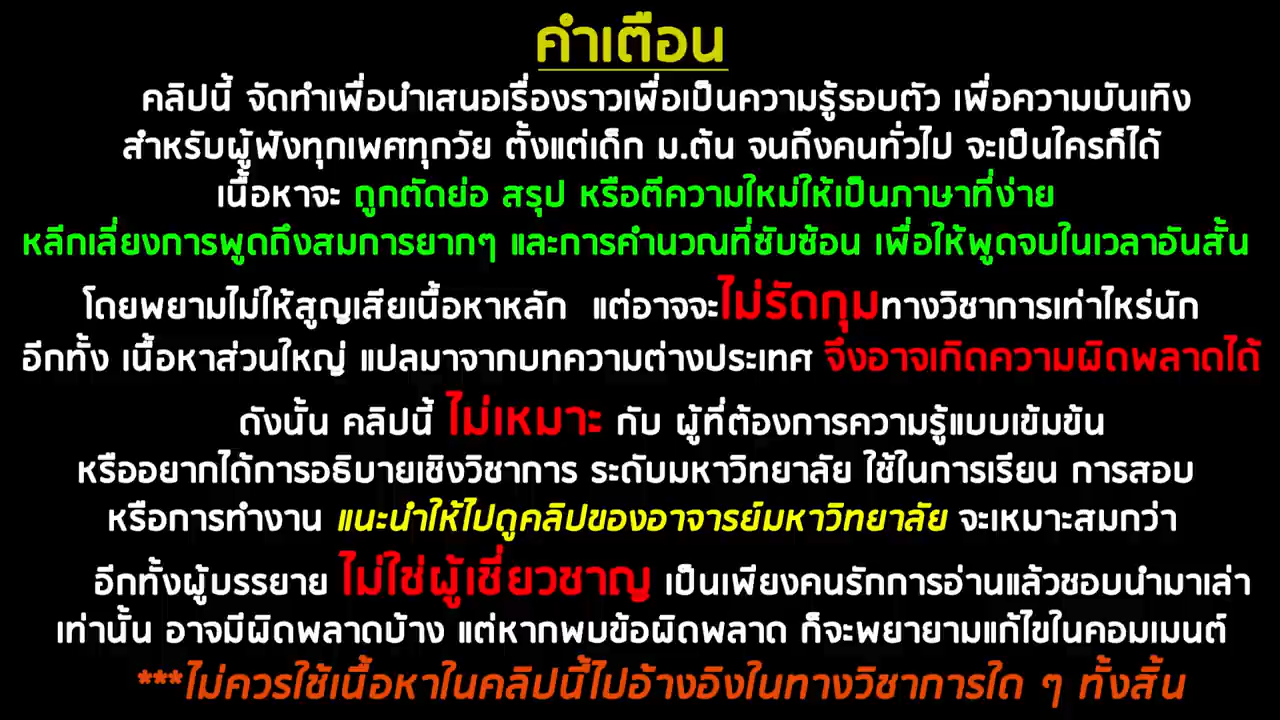 คำเตือน
คลิปนี้ จัดทำเพื่อนำเสนอเรื่องราวเพื่อเป็นความรู้รอบตัว เพื่อความบันเทิง
สำหรับผู้ฟังทุกเพศทุกวัย ตั้งแต่เด็ก ม.ต้น จนถึงคนทั่วไป จะเป็นใครก็ได้
เนื้อหาจะ ถูกตัดย่อ สรุป หรือตีความใหม่ให้เป็นภาษาที่ง่าย
หลีกเลี่ยงการพูดถึงสมการยากๆ และการคำนวณที่ซับซ้อน เพื่อให้พูดจบในเวลาอันสั้น
โดยพยามไม่ให้สูญเสียเนื้อหาหลัก แต่อาจจะไม่รัดกุมทางวิชาการเท่าไหร่นัก
อีกทั้ง เนื้อหาส่วนใหญ่ แปลมาจากบทความต่างประเทศ จึงอาจเกิดความผิดพลาดได้
ดังนั้น คลิปนี้ ไม่เหมาะ กับ ผู้ที่ต้องการความรู้แบบเข้มข้น
หรืออยากได้การอธิบายเชิงวิชาการ ระดับมหาวิทยาลัย ใช้ในการเรียน การสอบ
หรือการทำงาน แนะนำให้ไปดูคลิปของอาจารย์มหาวิทยาลัย จะเหมาะสมกว่า
อีกทั้งผู้บรรยาย ไม่ใช่ผู้เชี่ยวชาญ เป็นเพียงคนรักการอ่านแล้วชอบนำมาเล่า
เท่านั้น อาจมีผิดพลาดบ้าง แต่หากพบข้อผิดพลาด ก็จะพยายามแก้ไขในคอมเมนต์
***ไม่ควรใช้เนื้อหาในคลิปนี้ไปอ้างอิงในทางวิชาการใด ๆ ทั้งสิ้น